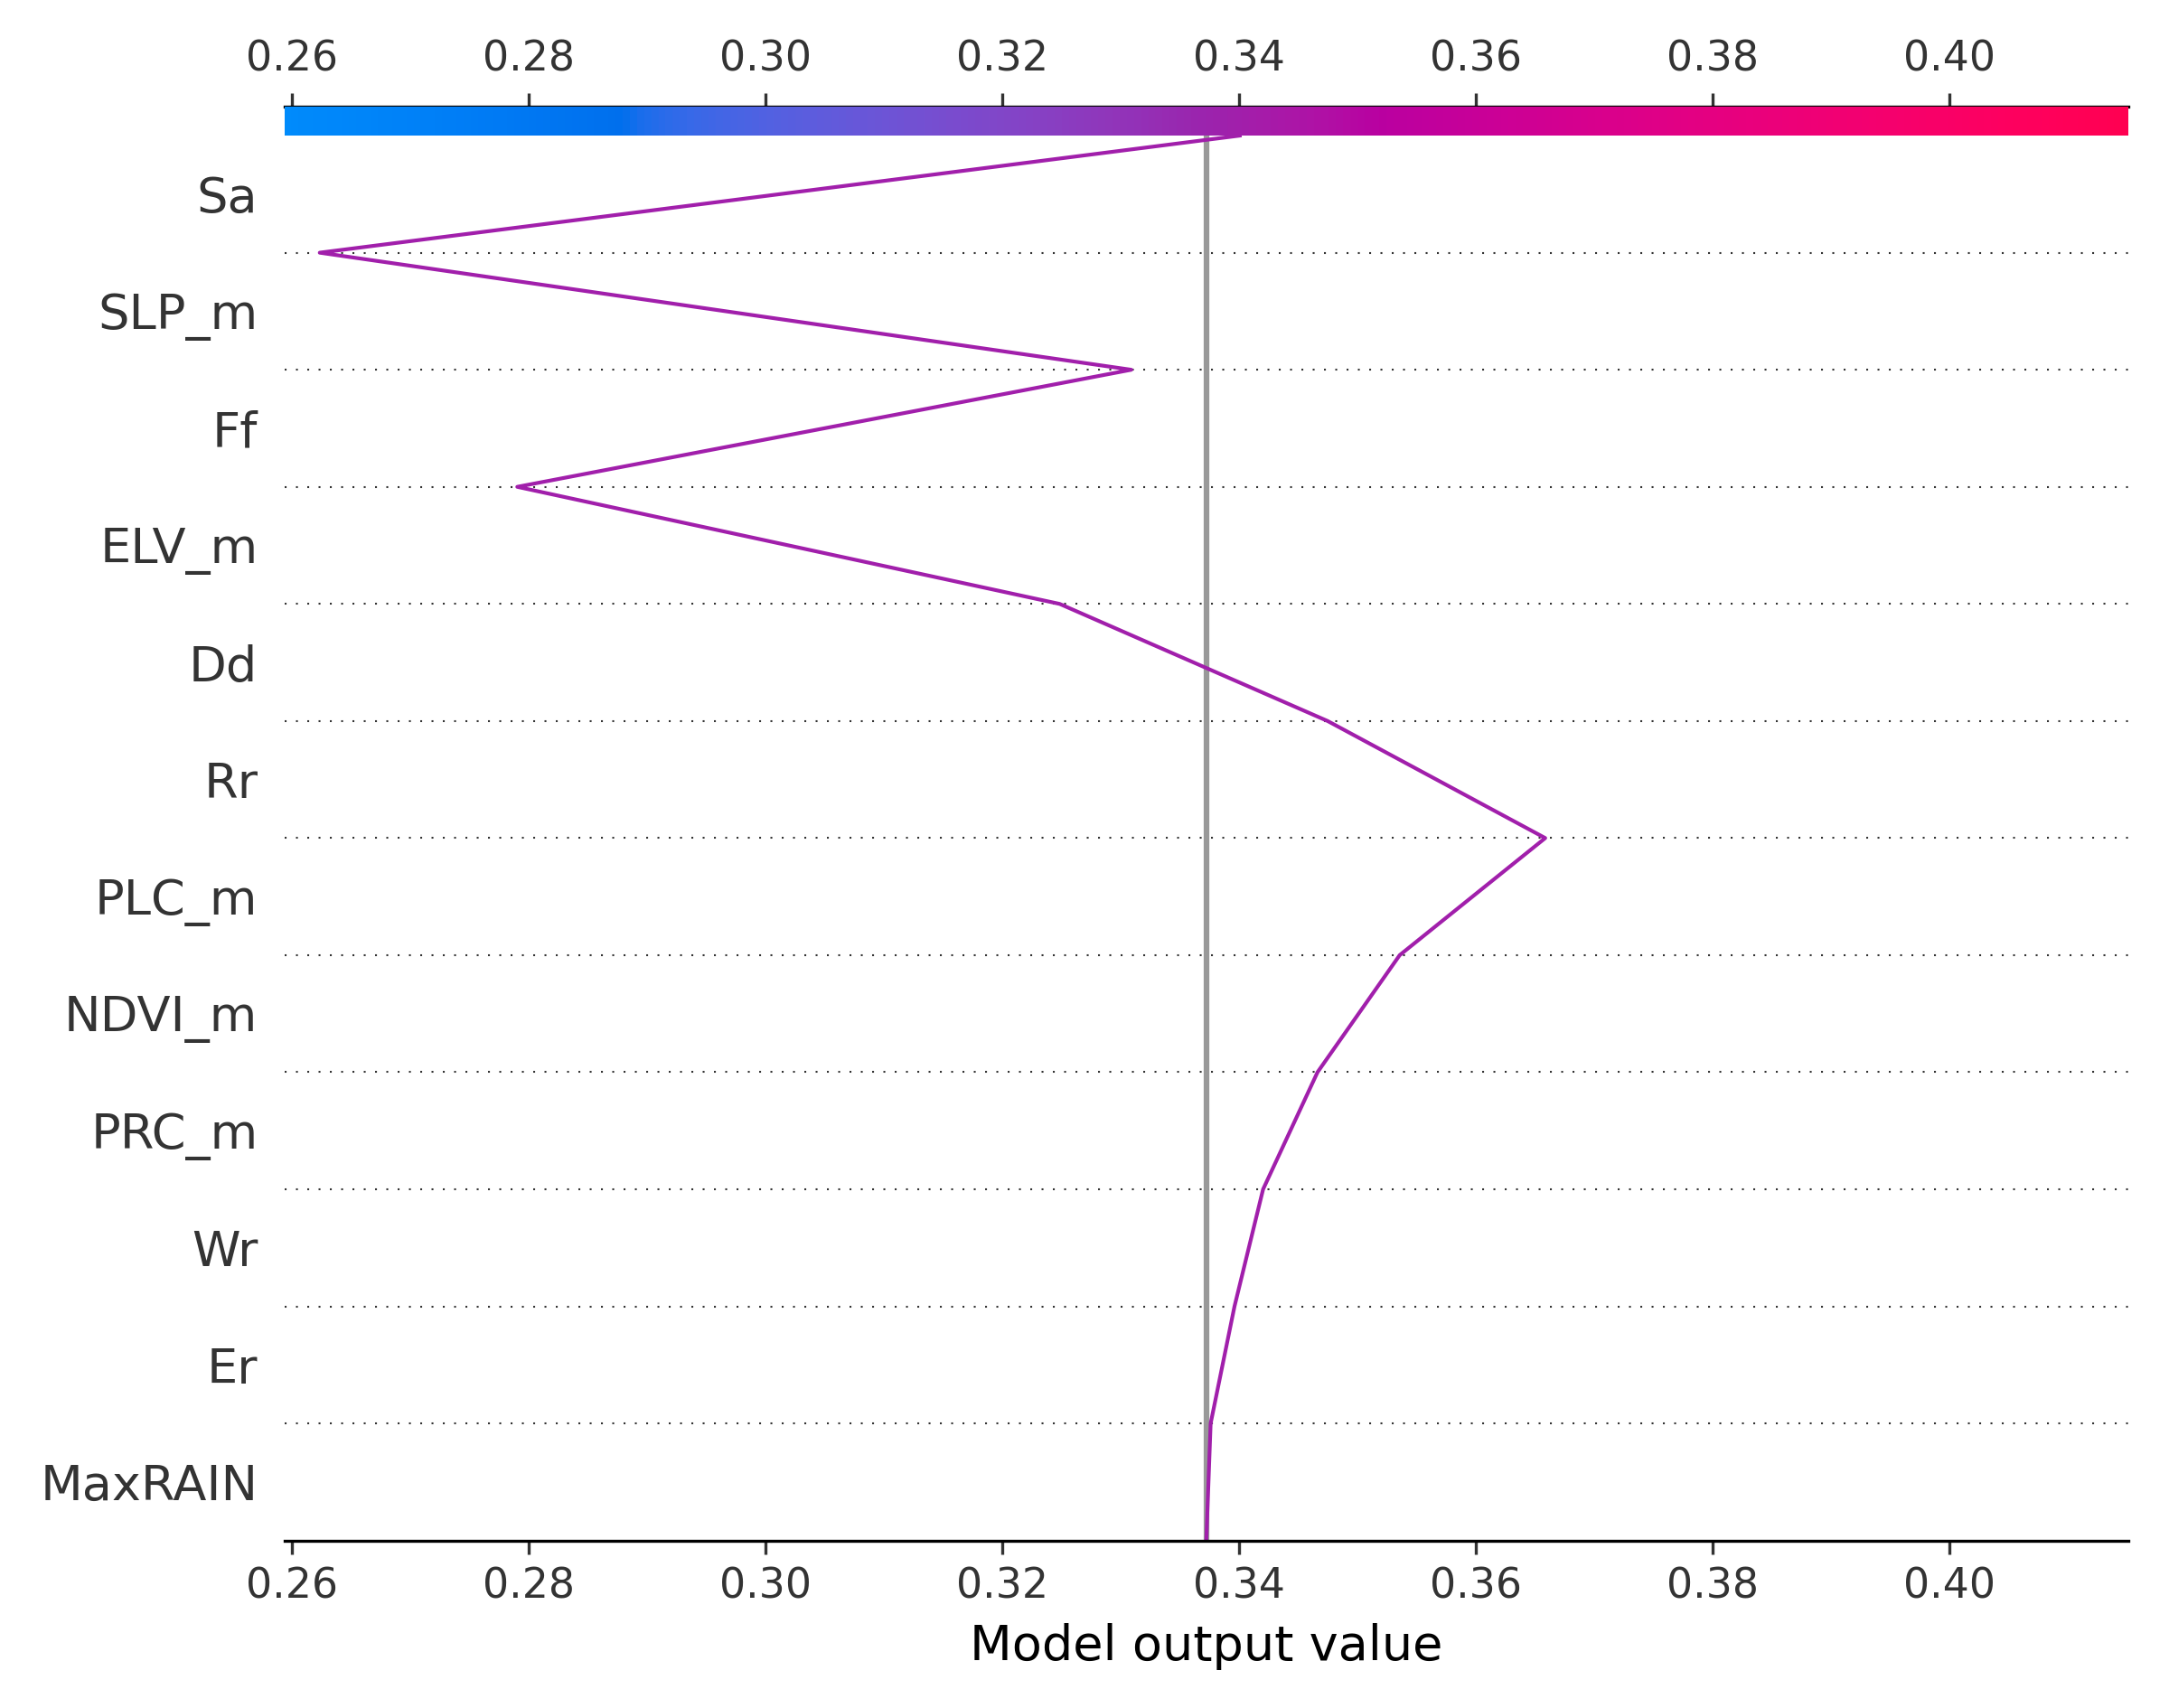 0.26 0.28 0.30 0.32 0.34 0.36 0.38 0.40
Sa
SLP_m
Ff
ELV_m
Dd
Rr
PLC_m
NDVI_m
PRC_m
Wr
Er
MaxRAIN
0.26 0.28 0.30 0.32 0.34 0.36 0.38 0.40
Model output value